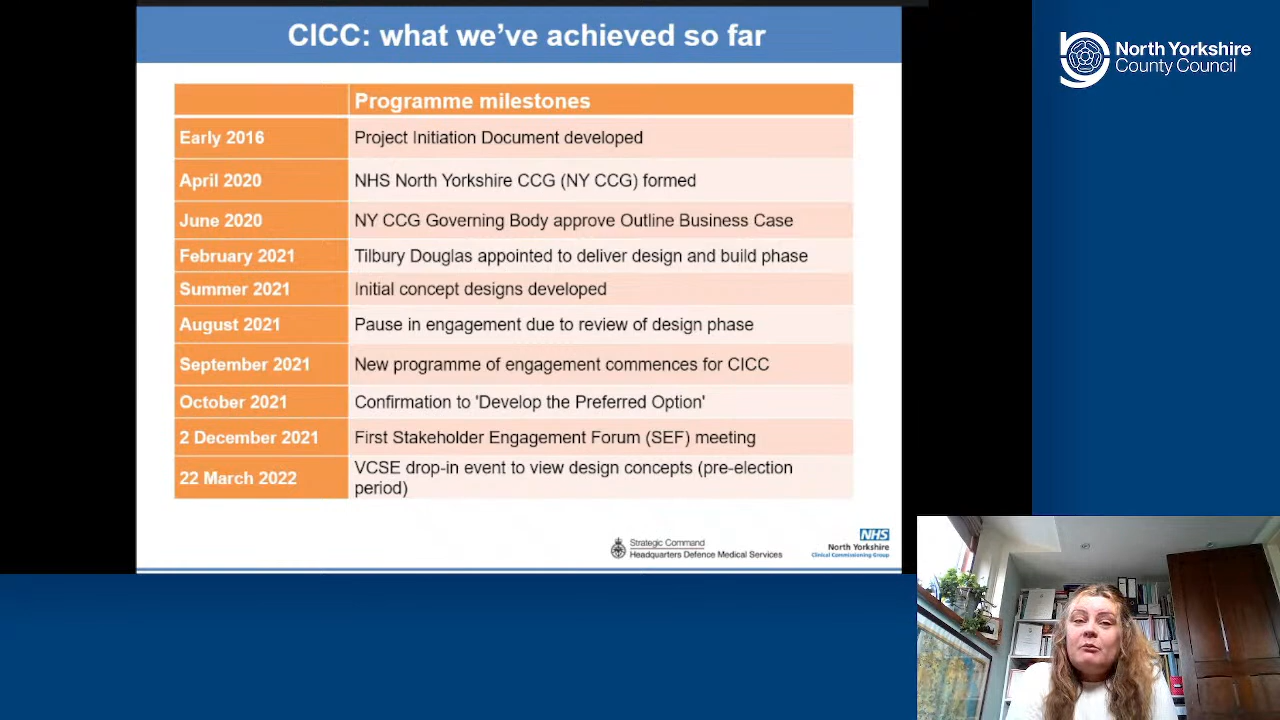 CICC: what we've achieved so far
North Yorkshire
County Council
Programme milestones
Early 2016 Project Initiation Document developed
April 2020 NHS North Yorkshire CCG (NY CCG) formed
June 2020 NY CCG Governing Body approve Outline Business Case
February 2021 Tilbury Douglas appointed to deliver design and build phase
Summer 2021 Initial concept designs developed
August 2021 Pause in engagement due to review of design phase
September 2021 New programme of engagement commences for CICC
October 2021 Confirmation to 'Develop the Preferred Option'
2 December 2021 First Stakeholder Engagement Forum (SEF) meeting
22 March 2022 VCSE drop-in event to view design concepts (pre-election
period)
Strategic Command
Headquarters Defence Medical Services
NHS
North Yorkshire
Clinical Commissioning Group